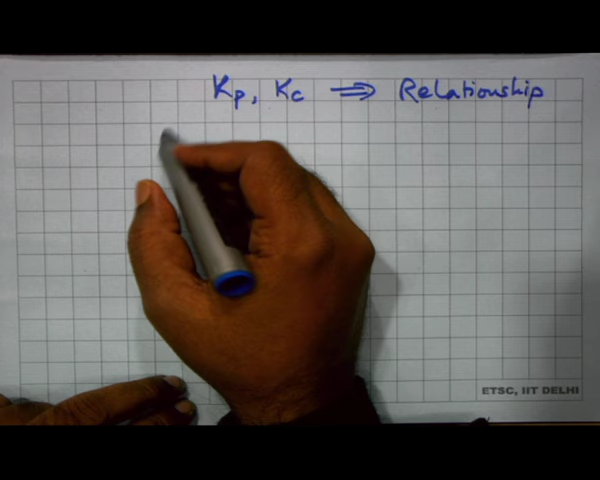 Kp, Kc ⇒ Relationship
ETSC, IIT DELHI